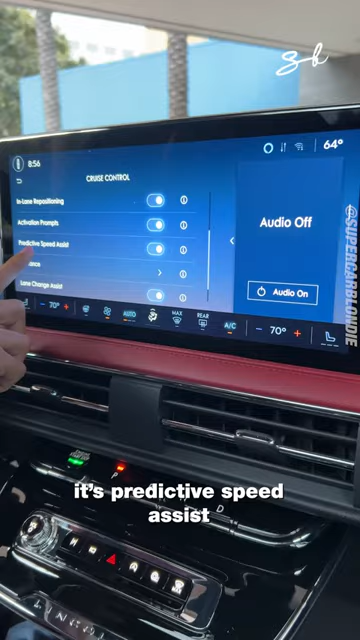 8:56
64°
CRUISE CONTROL
In-Lane Repositioning
Activation Prompts
Predictive Speed Assist
Lane Change Assist
Audio Off
Audio On
70°
AUTO
MAX
REAR
A/C
70°
@SUPERCARBLONDIE
P
D
it's predictive speed
assist